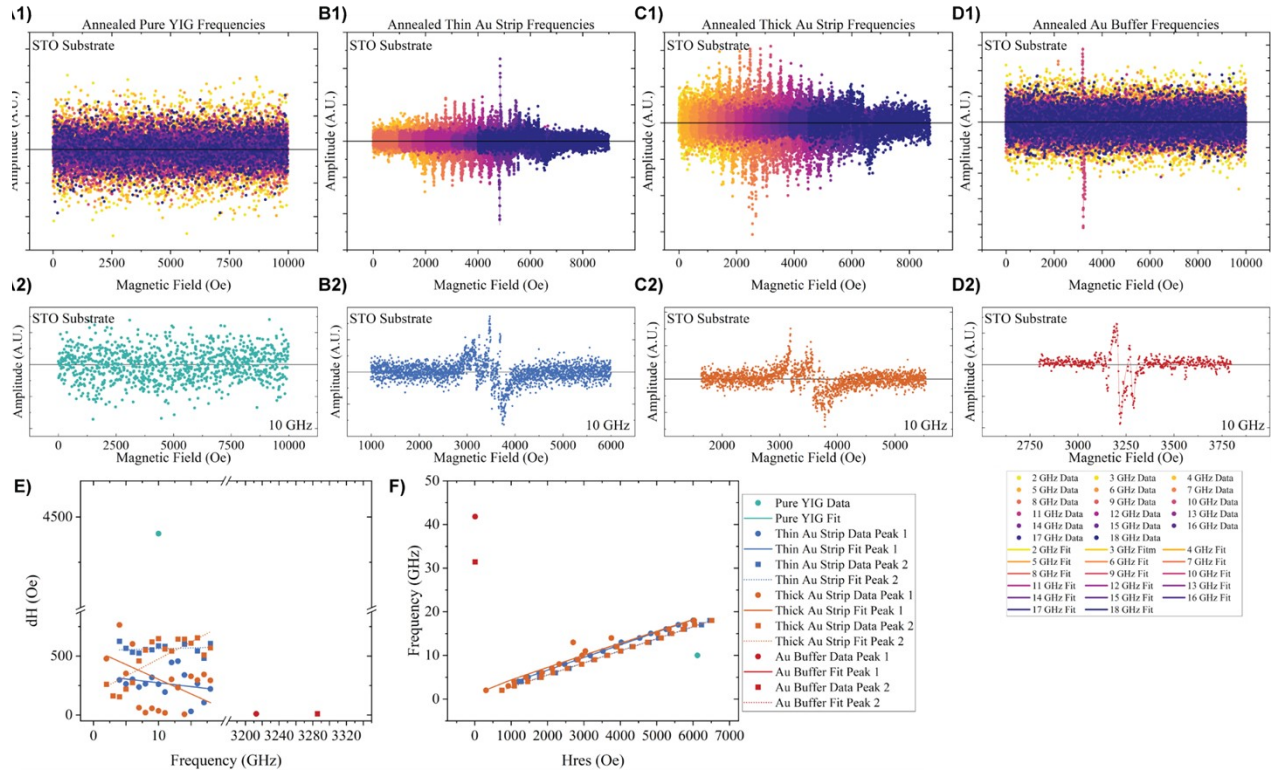 A1)
Annealed Pure YIG Frequencies
STO Substrate
Amplitude (A.U.)
0 2500 5000 7500 10000
Magnetic Field (Oe)
B1)
Annealed Thin Au Strip Frequencies
STO Substrate
Amplitude (A.U.)
0 2000 4000 6000 8000
Magnetic Field (Oe)
C1)
Annealed Thick Au Strip Frequencies
STO Substrate
Amplitude (A.U.)
0 2000 4000 6000 8000
Magnetic Field (Oe)
D1)
Annealed Au Buffer Frequencies
STO Substrate
Amplitude (A.U.)
0 2000 4000 6000 8000 10000
Magnetic Field (Oe)
A2)
STO Substrate
Amplitude (A.U.)
10 GHz
0 2500 5000 7500 10000
Magnetic Field (Oe)
B2)
STO Substrate
Amplitude (A.U.)
10 GHz
1000 2000 3000 4000 5000 6000
Magnetic Field (Oe)
C2)
STO Substrate
Amplitude (A.U.)
10 GHz
2000 3000 4000 5000
Magnetic Field (Oe)
D2)
STO Substrate
Amplitude (A.U.)
10 GHz
2750 3000 3250 3500 3750
Magnetic Field (Oe)
2 GHz Data 3 GHz Data 4 GHz Data
5 GHz Data 6 GHz Data 7 GHz Data
8 GHz Data 9 GHz Data 10 GHz Data
11 GHz Data 12 GHz Data 13 GHz Data
14 GHz Data 15 GHz Data 16 GHz Data
17 GHz Data 18 GHz Data
2 GHz Fit 3 GHz Fitm 4 GHz Fit
5 GHz Fit 6 GHz Fit 7 GHz Fit
8 GHz Fit 9 GHz Fit 10 GHz Fit
11 GHz Fit 12 GHz Fit 13 GHz Fit
14 GHz Fit 15 GHz Fit 16 GHz Fit
17 GHz Fit 18 GHz Fit
E)
4500
500
0
dH (Oe)
0 10 3200 3240 3280 3320
Frequency (GHz)
F)
50
40
30
20
10
0
Frequency (GHz)
0 1000 2000 3000 4000 5000 6000 7000
Hres (Oe)
Pure YIG Data
Pure YIG Fit
Thin Au Strip Data Peak 1
Thin Au Strip Fit Peak 1
Thin Au Strip Data Peak 2
Thin Au Strip Fit Peak 2
Thick Au Strip Data Peak 1
Thick Au Strip Fit Peak 1
Thick Au Strip Data Peak 2
Thick Au Strip Fit Peak 2
Au Buffer Data Peak 1
Au Buffer Fit Peak 1
Au Buffer Data Peak 2
Au Buffer Fit Peak 2